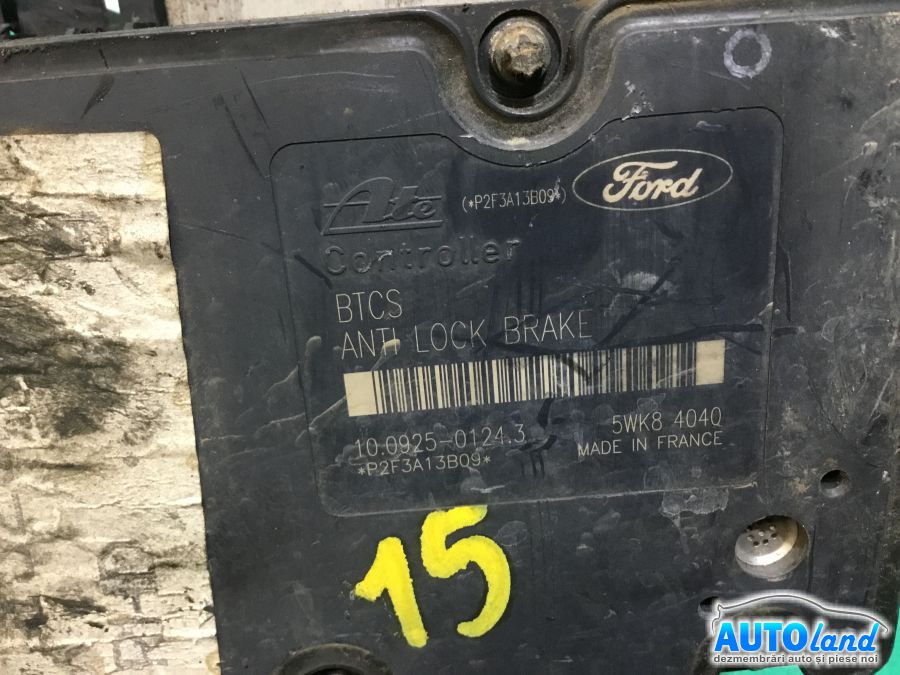 Ate (*P2F3A13B09*) Ford
Controller
BTCS
ANTI LOCK BRAKE
10.0925-0124.3 5WK8 4040
*P2F3A13B09* MADE IN FRANCE
15
AUTOland
dezmembrări auto și piese noi